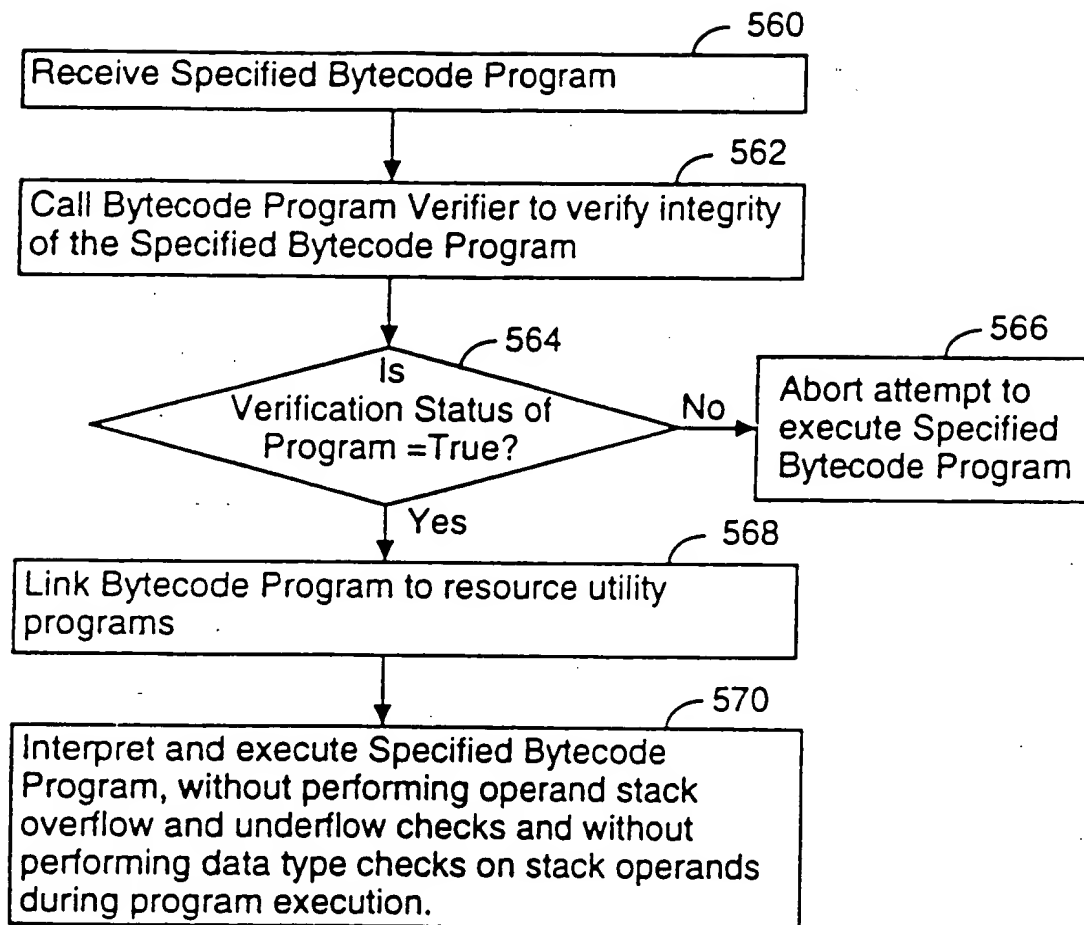 560
Receive Specified Bytecode Program
562
Call Bytecode Program Verifier to verify integrity
of the Specified Bytecode Program
564
Is
Verification Status of
Program =True?
No
566
Abort attempt to
execute Specified
Bytecode Program
Yes
568
Link Bytecode Program to resource utility
programs
570
Interpret and execute Specified Bytecode
Program, without performing operand stack
overflow and underflow checks and without
performing data type checks on stack operands
during program execution.